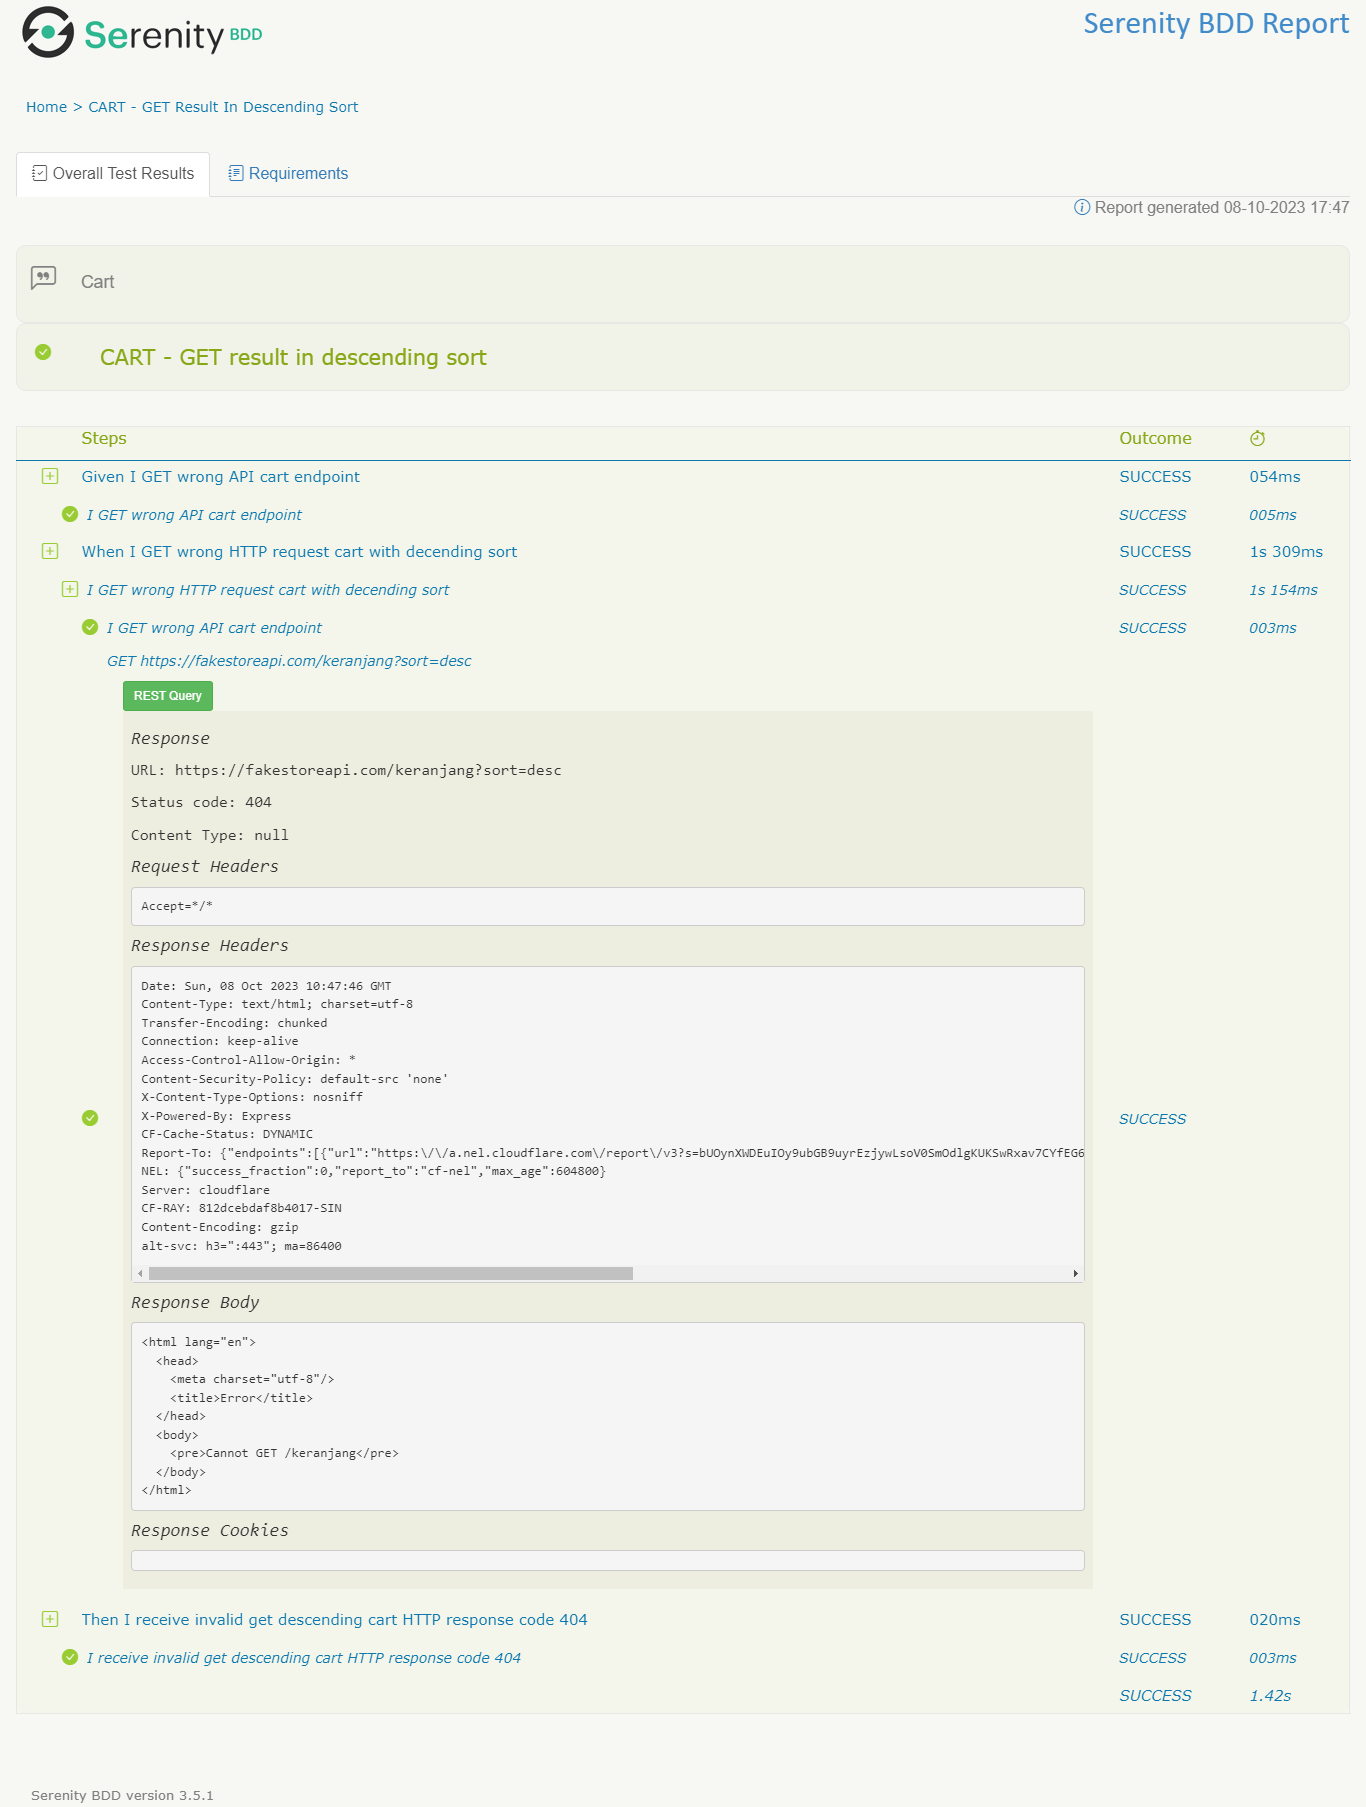 Serenity BDD
Serenity BDD Report
Home > CART - GET Result In Descending Sort
Overall Test Results
Requirements
Report generated 08-10-2023 17:47
Cart
CART - GET result in descending sort
Steps Outcome
Given I GET wrong API cart endpoint SUCCESS 054ms
I GET wrong API cart endpoint SUCCESS 005ms
When I GET wrong HTTP request cart with decending sort SUCCESS 1s 309ms
I GET wrong HTTP request cart with decending sort SUCCESS 1s 154ms
I GET wrong API cart endpoint SUCCESS 003ms
GET https://fakestoreapi.com/keranjang?sort=desc
REST Query
Response
URL: https://fakestoreapi.com/keranjang?sort=desc
Status code: 404
Content Type: null
Request Headers
Accept=*/*
Response Headers
Date: Sun, 08 Oct 2023 10:47:46 GMT
Content-Type: text/html; charset=utf-8
Transfer-Encoding: chunked
Connection: keep-alive
Access-Control-Allow-Origin: *
Content-Security-Policy: default-src 'none'
X-Content-Type-Options: nosniff
X-Powered-By: Express
CF-Cache-Status: DYNAMIC
Report-To: {"endpoints":[{"url":"https:\/\/a.nel.cloudflare.com\/report\/v3?s=bUOynXWDEuIOy9ubGB9uyrEzjywLsoV0SmOdlgKUKSwRxav7CYfEG6
NEL: {"success_fraction":0,"report_to":"cf-nel","max_age":604800}
Server: cloudflare
CF-RAY: 812dcebdaf8b4017-SIN
Content-Encoding: gzip
alt-svc: h3=":443"; ma=86400
SUCCESS
Response Body
<html lang="en">
  <head>
    <meta charset="utf-8"/>
    <title>Error</title>
  </head>
  <body>
    <pre>Cannot GET /keranjang</pre>
  </body>
</html>
Response Cookies
Then I receive invalid get descending cart HTTP response code 404 SUCCESS 020ms
I receive invalid get descending cart HTTP response code 404 SUCCESS 003ms
SUCCESS 1.42s
Serenity BDD version 3.5.1